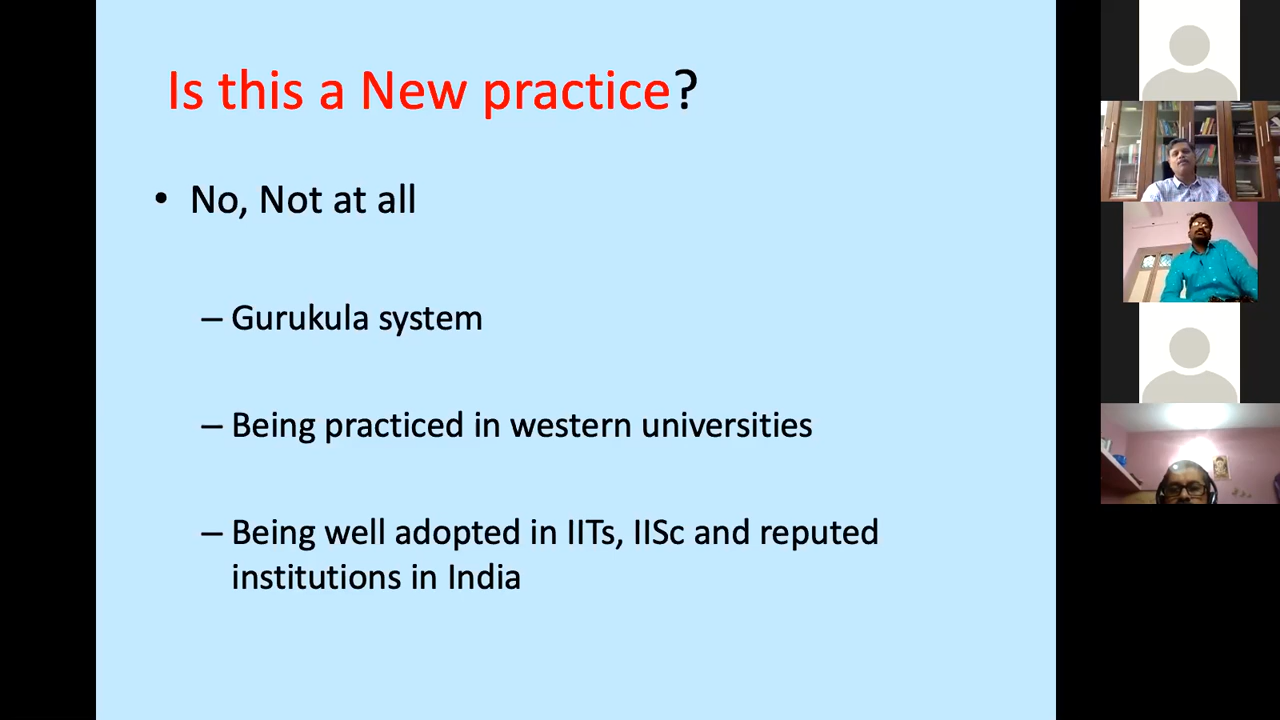 Is this a New practice?
• No, Not at all
– Gurukula system
– Being practiced in western universities
– Being well adopted in IITs, IISc and reputed
institutions in India